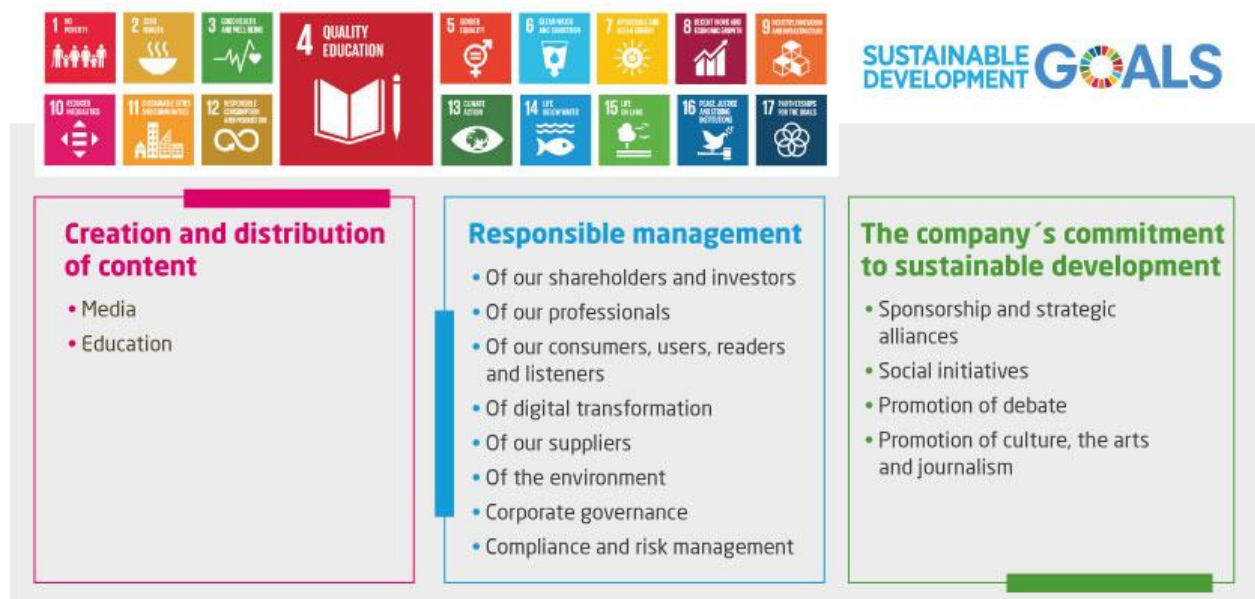 1 NO
POVERTY
2 ZERO
HUNGER
3 GOOD HEALTH
AND WELL-BEING
4 QUALITY
EDUCATION
5 GENDER
EQUALITY
6 CLEAN WATER
AND SANITATION
7 AFFORDABLE AND
CLEAN ENERGY
8 DECENT WORK AND
ECONOMIC GROWTH
9 INDUSTRY, INNOVATION
AND INFRASTRUCTURE
10 REDUCED
INEQUALITIES
11 SUSTAINABLE CITIES
AND COMMUNITIES
12 RESPONSIBLE
CONSUMPTION
AND PRODUCTION
13 CLIMATE
ACTION
14 LIFE
BELOW WATER
15 LIFE
ON LAND
16 PEACE, JUSTICE
AND STRONG
INSTITUTIONS
17 PARTNERSHIPS
FOR THE GOALS
SUSTAINABLE
DEVELOPMENT GOALS
Creation and distribution
of content
• Media
• Education
Responsible management
• Of our shareholders and investors
• Of our professionals
• Of our consumers, users, readers
and listeners
• Of digital transformation
• Of our suppliers
• Of the environment
• Corporate governance
• Compliance and risk management
The company´s commitment
to sustainable development
• Sponsorship and strategic
alliances
• Social initiatives
• Promotion of debate
• Promotion of culture, the arts
and journalism